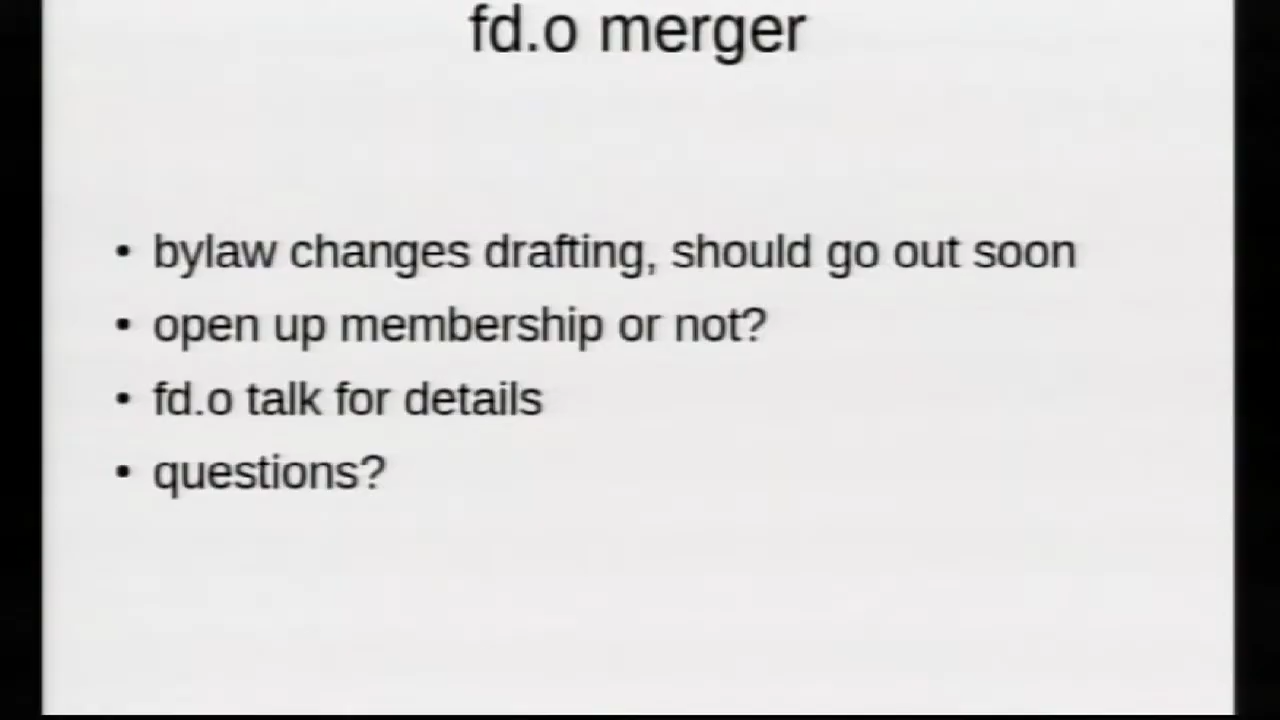 fd.o merger
• bylaw changes drafting, should go out soon
• open up membership or not?
• fd.o talk for details
• questions?